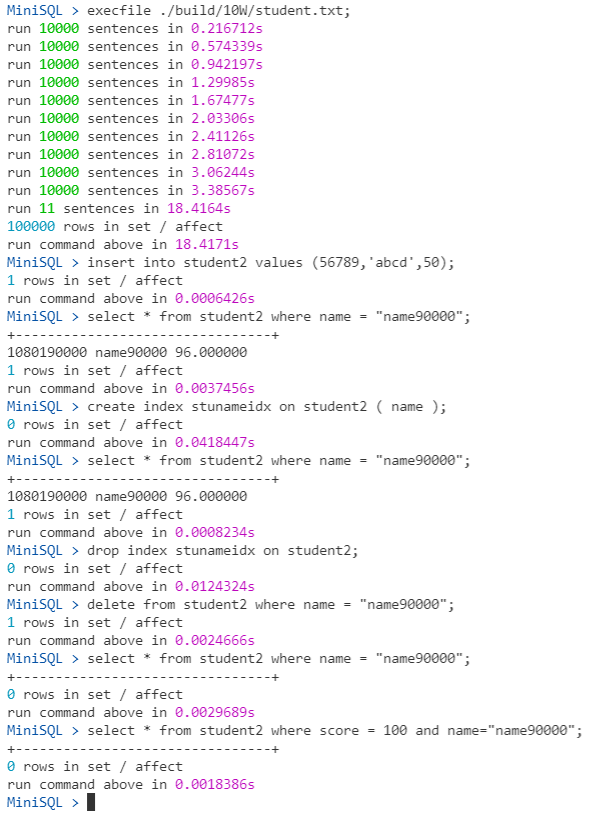 MiniSQL > execfile ./build/10W/student.txt;
run 10000 sentences in 0.216712s
run 10000 sentences in 0.574339s
run 10000 sentences in 0.942197s
run 10000 sentences in 1.29985s
run 10000 sentences in 1.67477s
run 10000 sentences in 2.03306s
run 10000 sentences in 2.41126s
run 10000 sentences in 2.81072s
run 10000 sentences in 3.06244s
run 10000 sentences in 3.38567s
run 11 sentences in 18.4164s
100000 rows in set / affect
run command above in 18.4171s
MiniSQL > insert into student2 values (56789,'abcd',50);
1 rows in set / affect
run command above in 0.0006426s
MiniSQL > select * from student2 where name = "name90000";
+--------------------------------+
1080190000 name90000 96.000000
1 rows in set / affect
run command above in 0.0037456s
MiniSQL > create index stunameidx on student2 ( name );
0 rows in set / affect
run command above in 0.0418447s
MiniSQL > select * from student2 where name = "name90000";
+--------------------------------+
1080190000 name90000 96.000000
1 rows in set / affect
run command above in 0.0008234s
MiniSQL > drop index stunameidx on student2;
0 rows in set / affect
run command above in 0.0124324s
MiniSQL > delete from student2 where name = "name90000";
1 rows in set / affect
run command above in 0.0024666s
MiniSQL > select * from student2 where name = "name90000";
+--------------------------------+
0 rows in set / affect
run command above in 0.0029689s
MiniSQL > select * from student2 where score = 100 and name="name90000";
+--------------------------------+
0 rows in set / affect
run command above in 0.0018386s
MiniSQL >